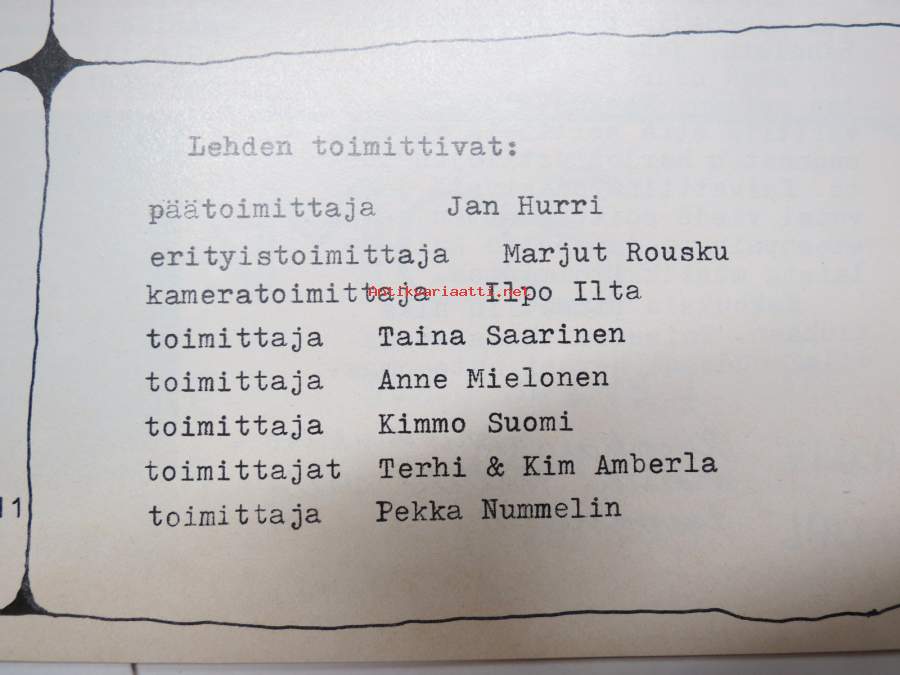 Lehden toimittivat:
päätoimittaja Jan Hurri
erityistoimittaja Marjut Rousku
kameratoimittaja Ilpo Ilta
Antikvariaatti.net
toimittaja Taina Saarinen
toimittaja Anne Mielonen
toimittaja Kimmo Suomi
toimittajat Terhi & Kim Amberla
toimittaja Pekka Nummelin
11